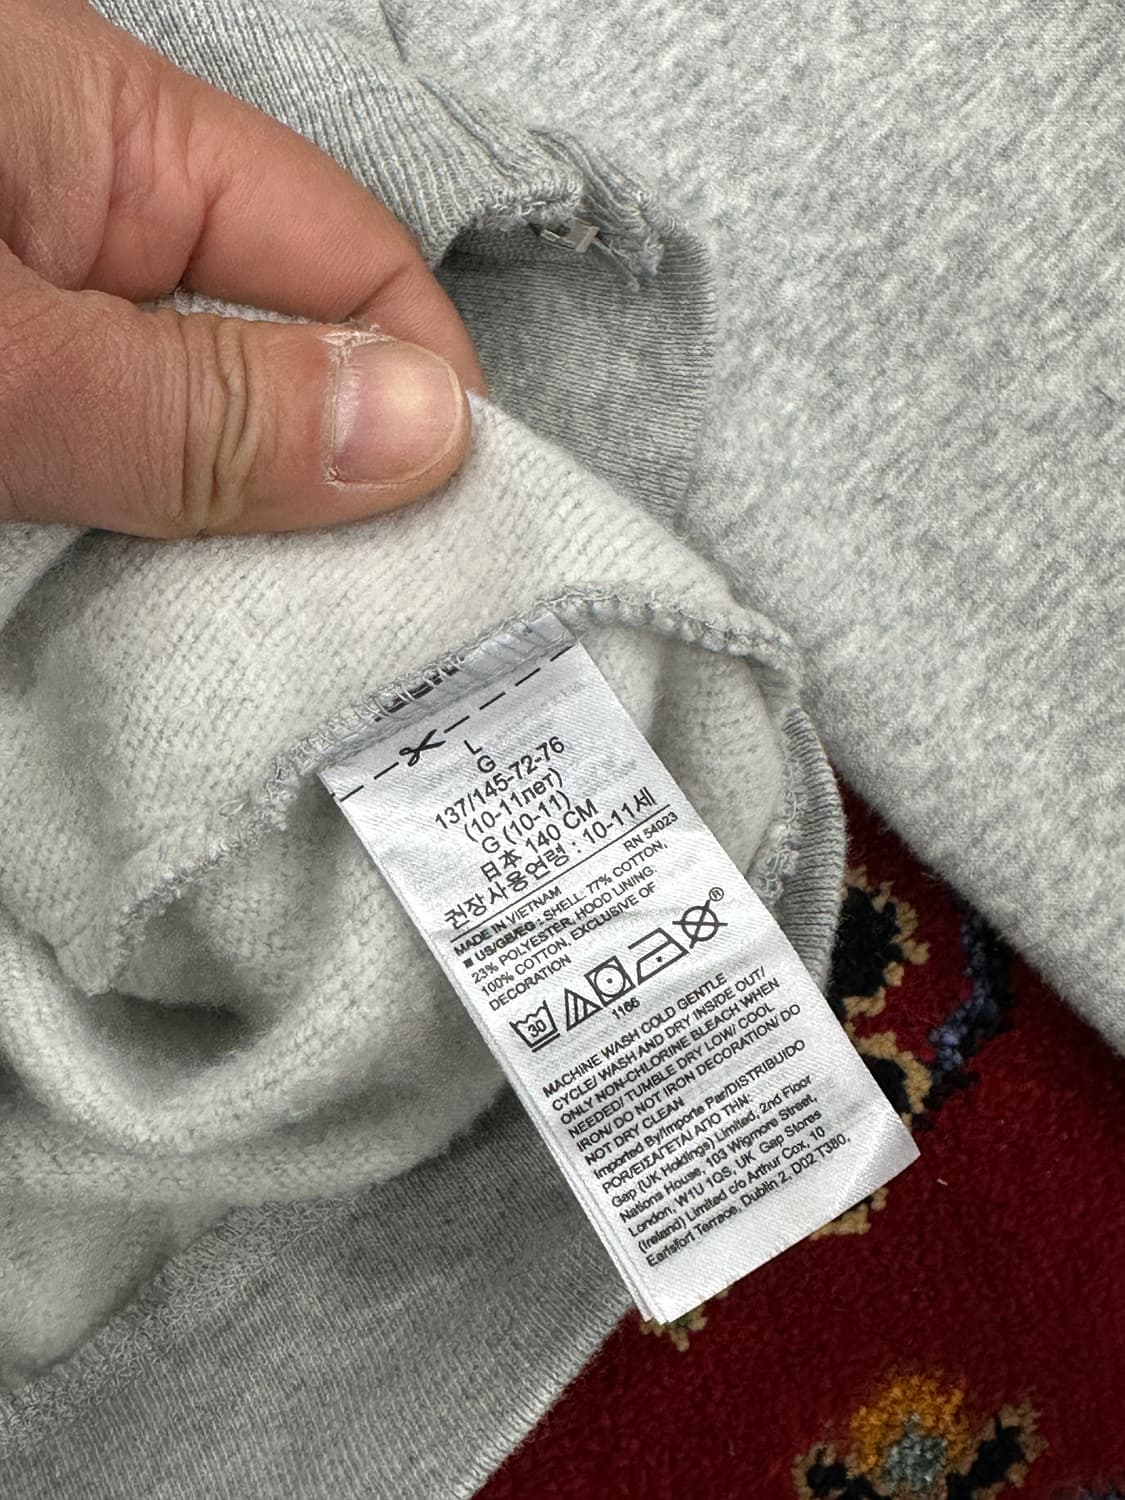 L
G
137/145-72-76
(10-11лет)
G (10-11)
日本 140 CM
권장사용연령 : 10-11세
RN 54023
MADE IN VIETNAM
■ US/GB/EC : SHELL: 77% COTTON,
23% POLYESTER, HOOD LINING:
100% COTTON, EXCLUSIVE OF
DECORATION
30
1166
®
MACHINE WASH COLD GENTLE
CYCLE/ WASH AND DRY INSIDE OUT/
ONLY NON-CHLORINE BLEACH WHEN
NEEDED/ TUMBLE DRY LOW/ COOL
IRON/ DO NOT IRON DECORATION/ DO
NOT DRY CLEAN
Imported By/Importe Par/DISTRIBUIDO
POR/ΕΙΣΑΓΕΤΑΙ ΑΠΟ ΤΗΝ:
Gap (UK Holdings) Limited, 2nd Floor
Nations House, 103 Wigmore Street,
London, W1U 1QS, UK Gap Stores
(Ireland) Limited c/o Arthur Cox, 10
Earlsfort Terrace, Dublin 2, D02 T380,